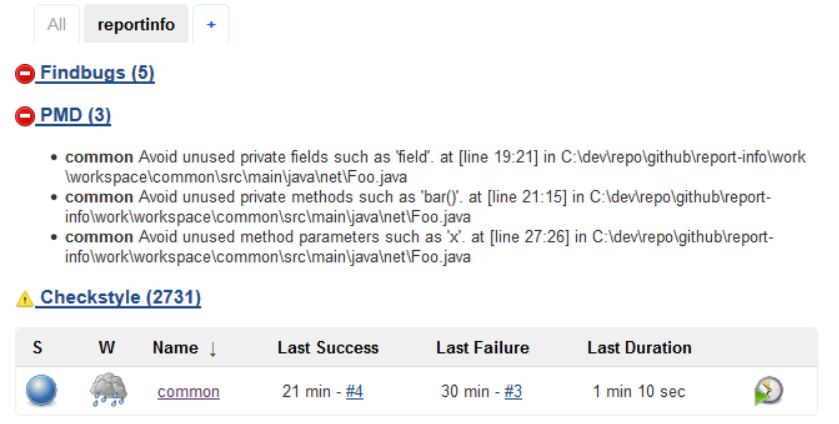 All reportinfo +
Findbugs (5)
PMD (3)
• common Avoid unused private fields such as 'field'. at [line 19:21] in C:\dev\repo\github\report-info\work
\workspace\common\src\main\java\net\Foo.java
• common Avoid unused private methods such as 'bar()'. at [line 21:15] in C:\dev\repo\github\report-
info\work\workspace\common\src\main\java\net\Foo.java
• common Avoid unused method parameters such as 'x'. at [line 27:26] in C:\dev\repo\github\report-
info\work\workspace\common\src\main\java\net\Foo.java
Checkstyle (2731)
S W Name ↓ Last Success Last Failure Last Duration
common 21 min - #4 30 min - #3 1 min 10 sec